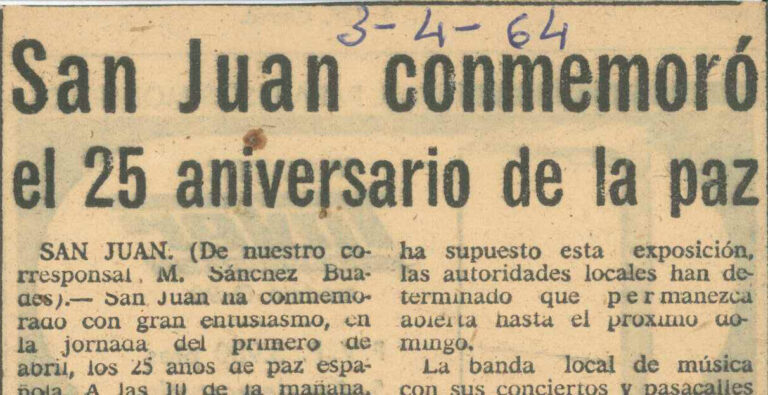 3-4-64
San Juan conmemoró
el 25 aniversario de la paz
SAN JUAN. (De nuestro co-
rresponsal, M. Sánchez Bua-
des).— San Juan ha conmemo-
rado con gran entusiasmo, en
la jornada del primero de
abril, los 25 años de paz espa-
ñola. A las 10 de la mañana,
ha supuesto esta exposición,
las autoridades locales han de-
terminado que permanezca
abierta hasta el próximo do-
mingo.
La banda local de música
con sus conciertos y pasacalles